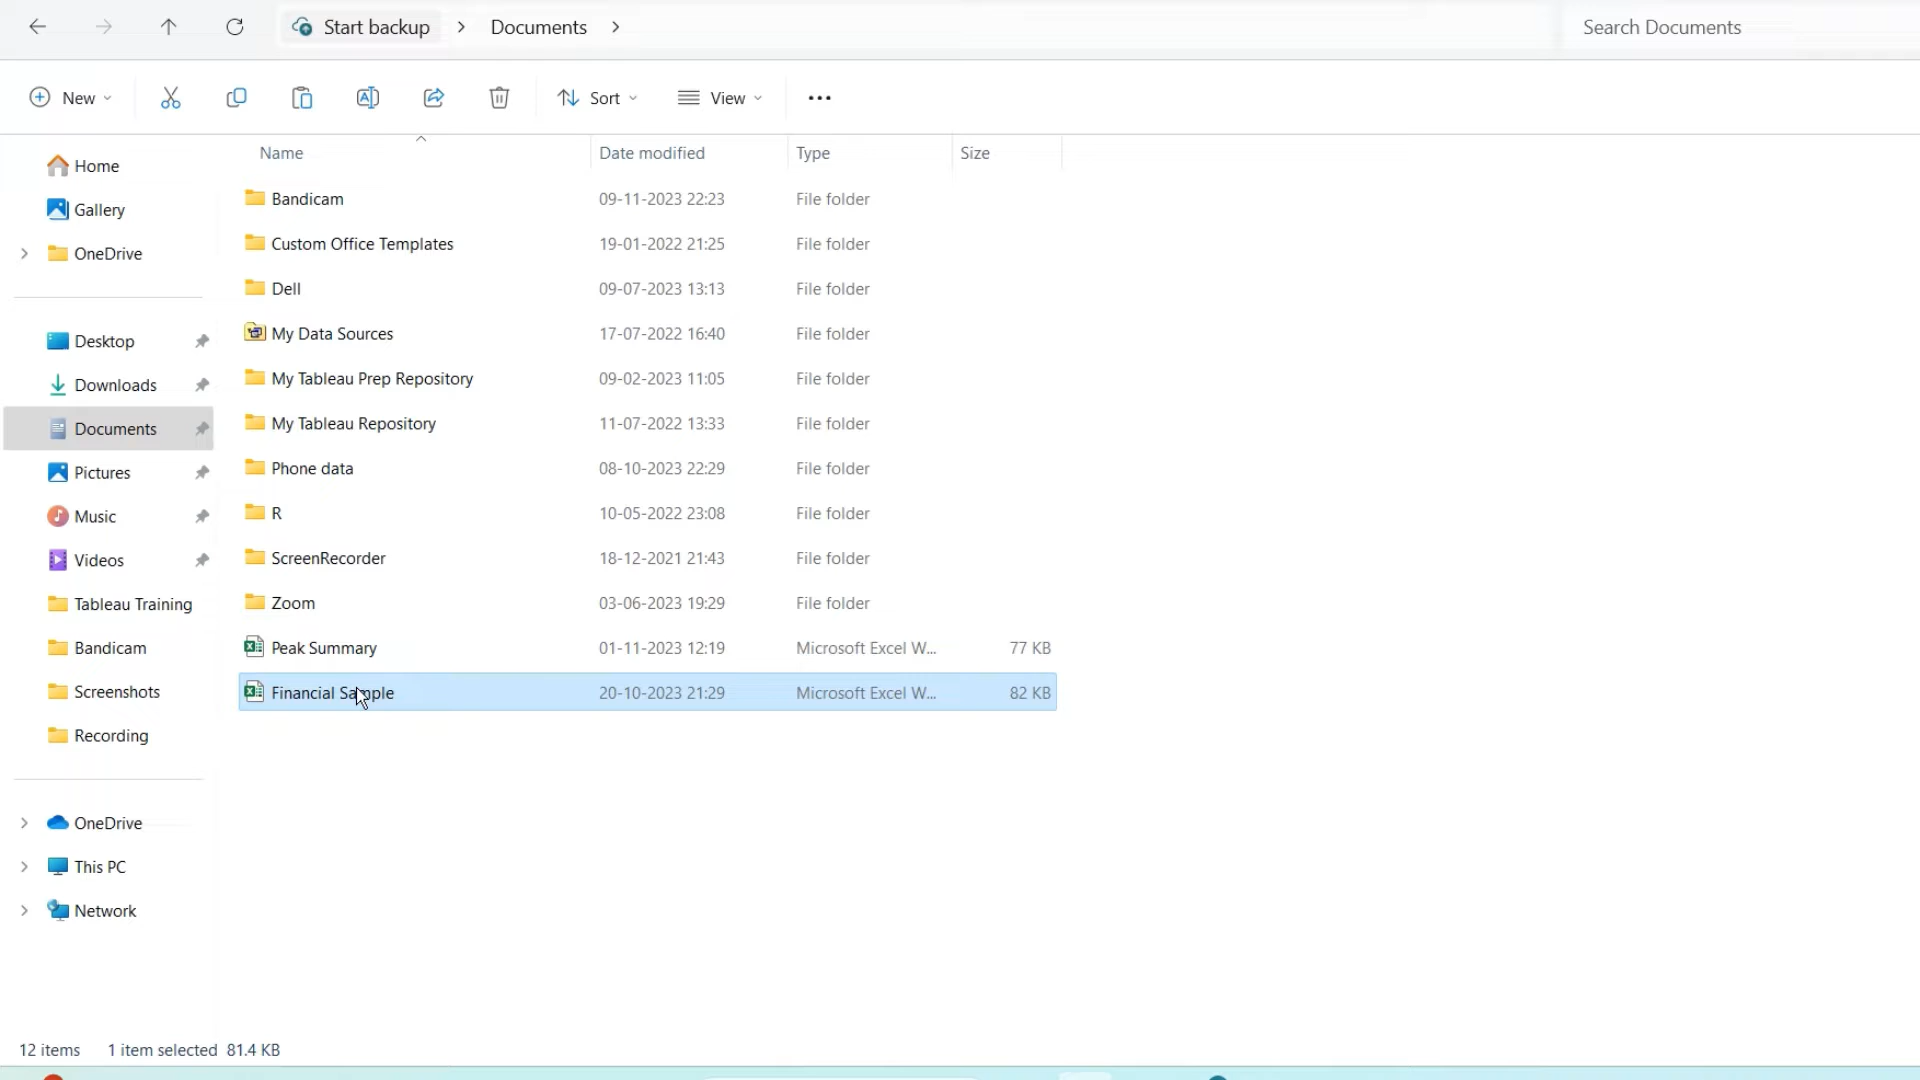 Start backup > Documents >
Search Documents
New
Sort
View
Name Date modified Type Size
Home
Gallery
OneDrive
Desktop
Downloads
Documents
Pictures
Music
Videos
Tableau Training
Bandicam
Screenshots
Recording
OneDrive
This PC
Network
Bandicam 09-11-2023 22:23 File folder
Custom Office Templates 19-01-2022 21:25 File folder
Dell 09-07-2023 13:13 File folder
My Data Sources 17-07-2022 16:40 File folder
My Tableau Prep Repository 09-02-2023 11:05 File folder
My Tableau Repository 11-07-2022 13:33 File folder
Phone data 08-10-2023 22:29 File folder
R 10-05-2022 23:08 File folder
ScreenRecorder 18-12-2021 21:43 File folder
Zoom 03-06-2023 19:29 File folder
Peak Summary 01-11-2023 12:19 Microsoft Excel W... 77 KB
Financial Sample 20-10-2023 21:29 Microsoft Excel W... 82 KB
12 items 1 item selected 81.4 KB